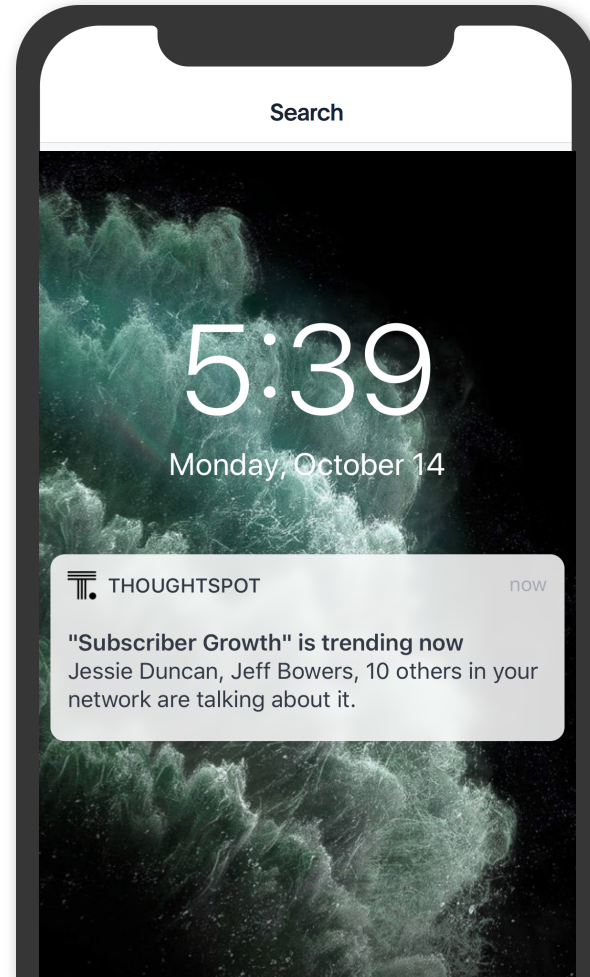 Search
5:39
Monday, October 14
THOUGHTSPOT now
"Subscriber Growth" is trending now
Jessie Duncan, Jeff Bowers, 10 others in your
network are talking about it.